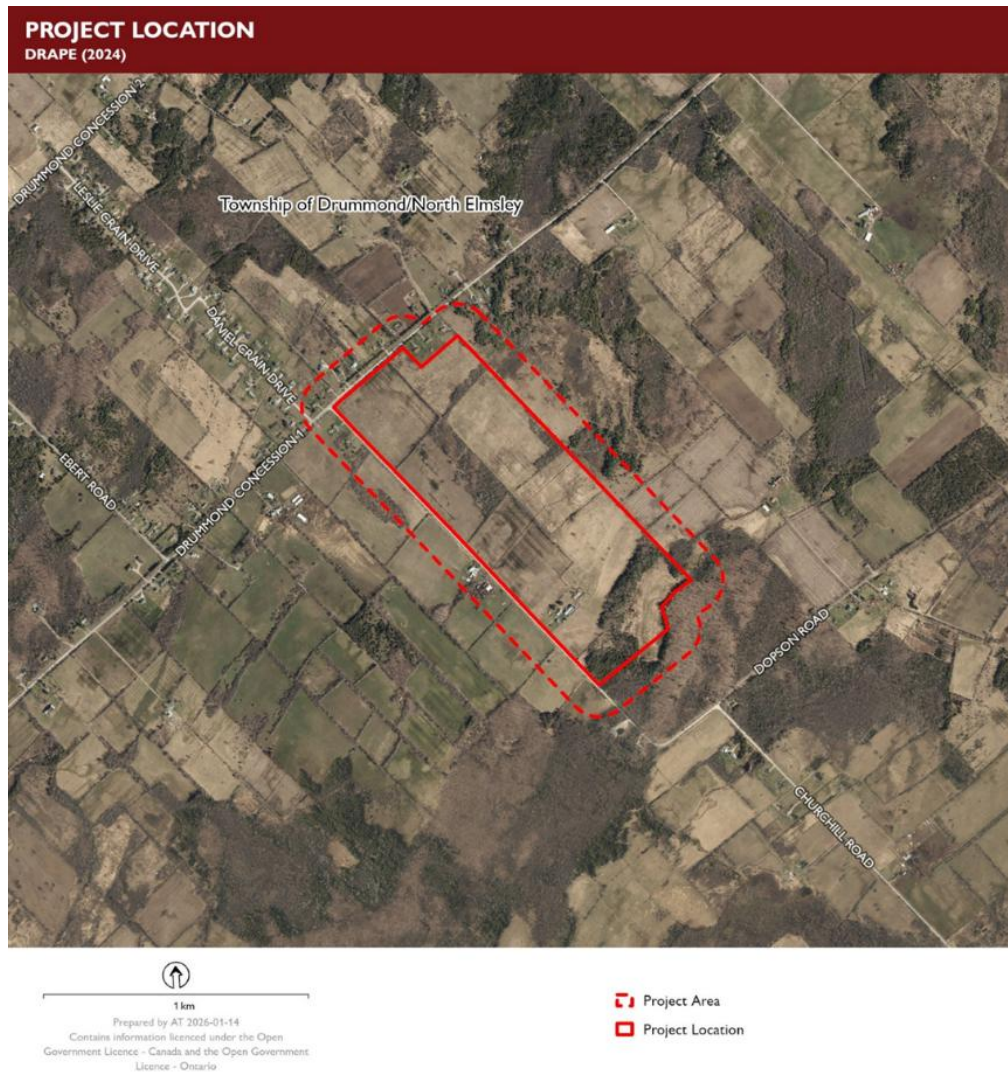 PROJECT LOCATION
DRAPE (2024)
DRUMMOND CONCESSION 2
LESLIE CRAIN DRIVE
Township of Drummond/North Elmsley
DANIEL CRAIN DRIVE
EBERT ROAD
DRUMMOND CONCESSION 1
DOPSON ROAD
CHURCHILL ROAD
1 km
Prepared by AT 2026-01-14
Contains information licenced under the Open
Government Licence - Canada and the Open Government
Licence - Ontario
Project Area
Project Location